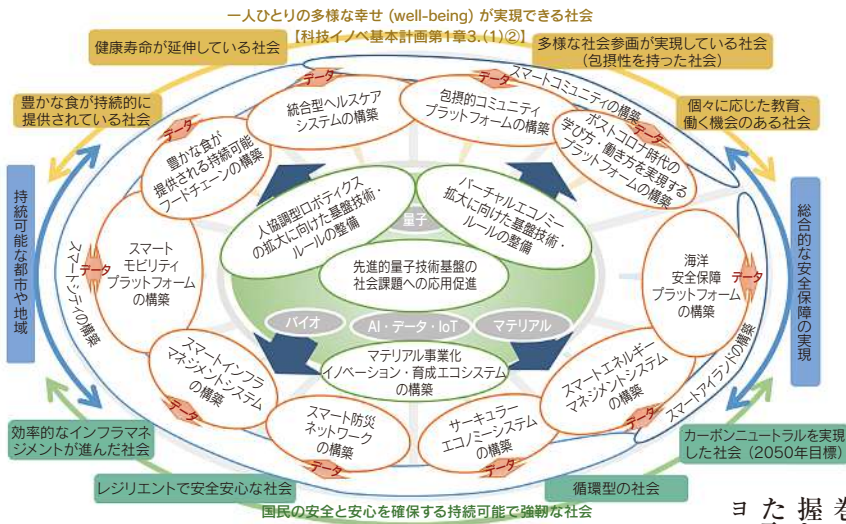 一人ひとりの多様な幸せ (well-being) が実現できる社会
【科技イノベ基本計画第1章3.(1)②】
健康寿命が延伸している社会
多様な社会参画が実現している社会
(包摂性を持った社会)
豊かな食が持続的に
提供されている社会
個々に応じた教育、
働く機会のある社会
持続可能な都市や地域
総合的な安全保障の実現
スマートコミュニティの構築
データ
統合型ヘルスケア
システムの構築
データ
包摂的コミュニティ
プラットフォームの構築
データ
ポストコロナ時代の
学び方・働き方を実現する
プラットフォームの構築
データ
豊かな食が
提供される持続可能
フードチェーンの構築
人協調型ロボティクス
の拡大に向けた基盤技術・
ルールの整備
量子
バーチャルエコノミー
拡大に向けた基盤技術・
ルールの整備
スマートシティの構築
データ
スマート
モビリティ
プラットフォーム
の構築
先進的量子技術基盤の
社会課題への応用促進
海洋
安全保障
プラットフォーム
の構築
データ
バイオ
AI・データ・IoT
マテリアル
マテリアル事業化
イノベーション・育成エコシステム
の構築
スマートインフラ
マネジメントシステム
の構築
データ
スマートエネルギー
マネジメントシステム
の構築
データ
スマートアイランドの構築
スマート防災
ネットワーク
の構築
データ
サーキュラー
エコノミーシステム
の構築
データ
効率的なインフラマネ
ジメントが進んだ社会
カーボンニュートラルを実現
した社会(2050年目標)
レジリエントで安全安心な社会
循環型の社会
国民の安全と安心を確保する持続可能で強靭な社会
握
た
ョ